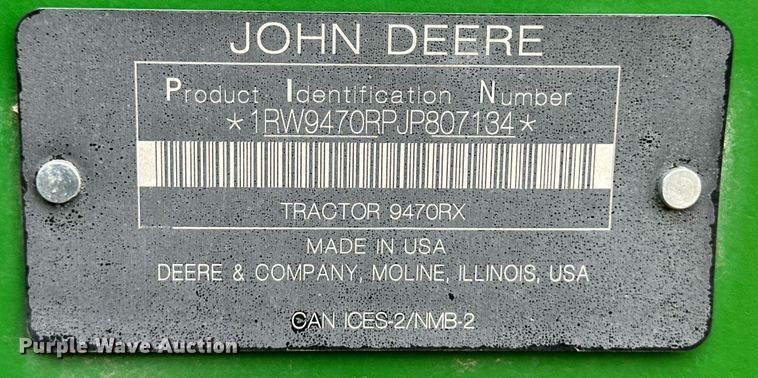 JOHN DEERE
Product Identification Number
*1RW9470RPJP807134*
TRACTOR 9470RX
MADE IN USA
DEERE & COMPANY, MOLINE, ILLINOIS, USA
CAN ICES-2/NMB-2
Purple Wave Auction